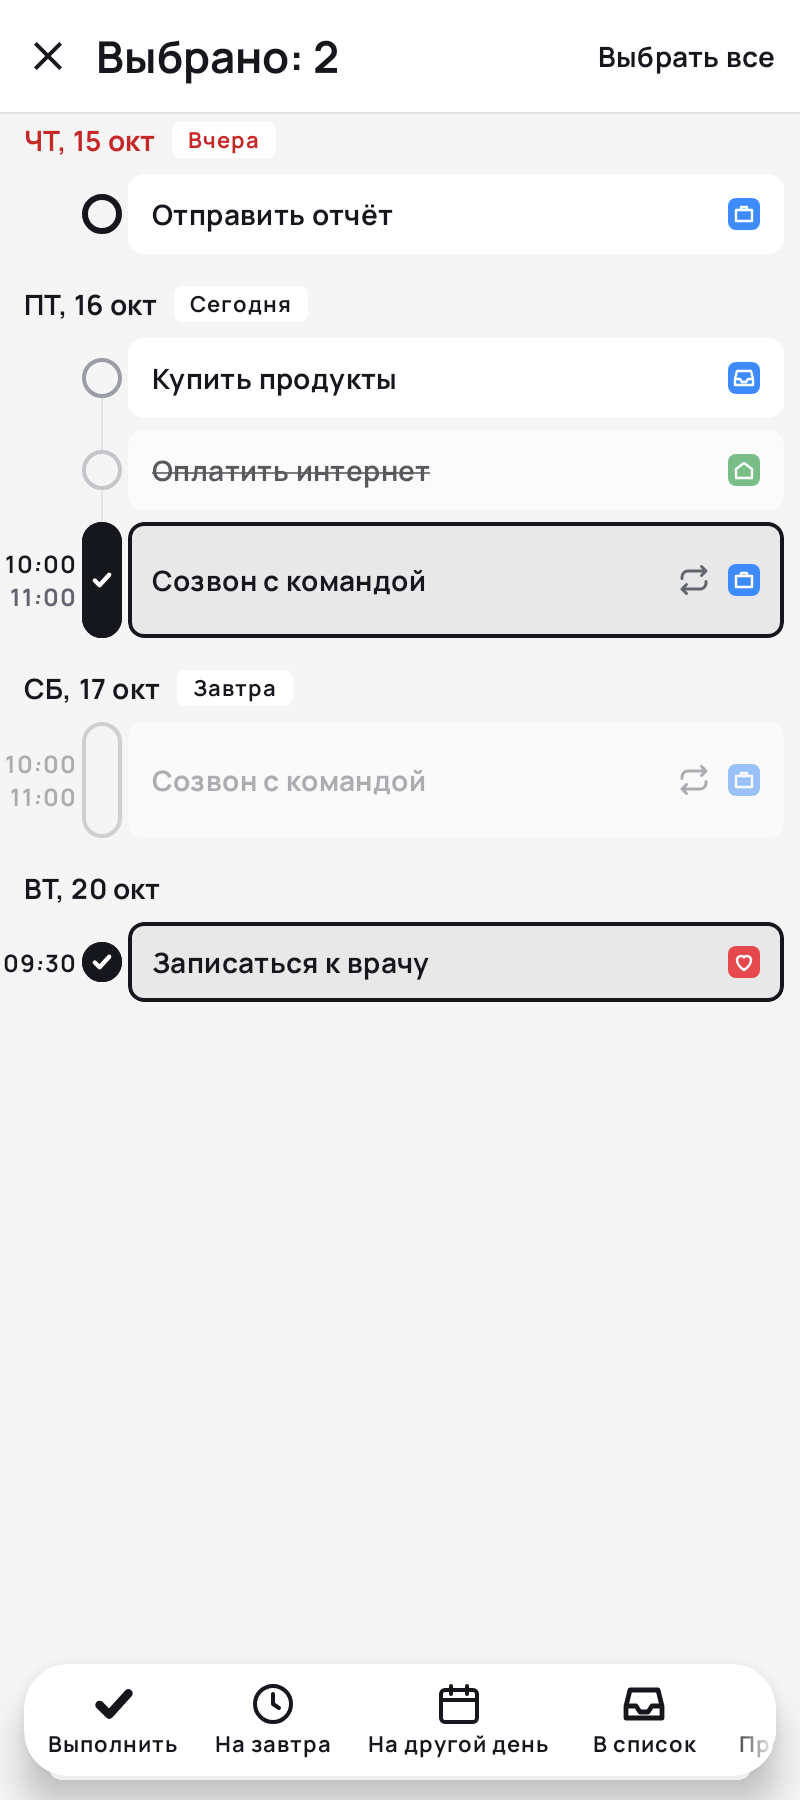 Выбрано: 2
Выбрать все
ЧТ, 15 окт Вчера
Отправить отчёт
ПТ, 16 окт Сегодня
Купить продукты
Оплатить интернет
10:00
11:00
Созвон с командой
СБ, 17 окт Завтра
10:00
11:00
Созвон с командой
ВТ, 20 окт
09:30
Записаться к врачу
Выполнить
На завтра
На другой день
В список